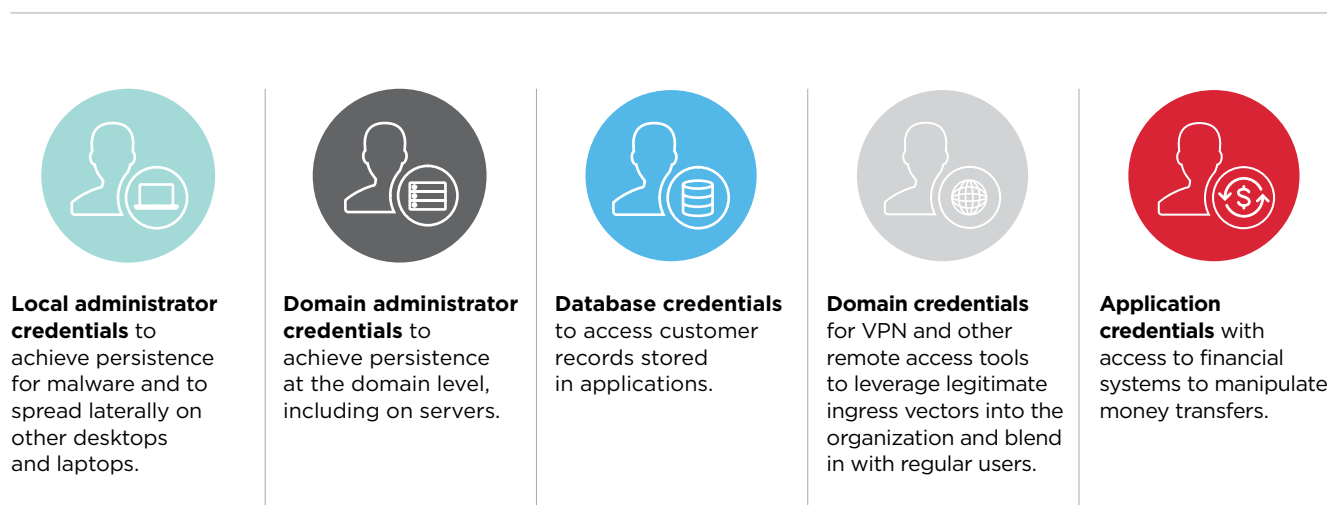 Local administrator
credentials to
achieve persistence
for malware and to
spread laterally on
other desktops
and laptops.
Domain administrator
credentials to
achieve persistence
at the domain level,
including on servers.
Database credentials
to access customer
records stored
in applications.
Domain credentials
for VPN and other
remote access tools
to leverage legitimate
ingress vectors into the
organization and blend
in with regular users.
$
Application
credentials with
access to financial
systems to manipulate
money transfers.